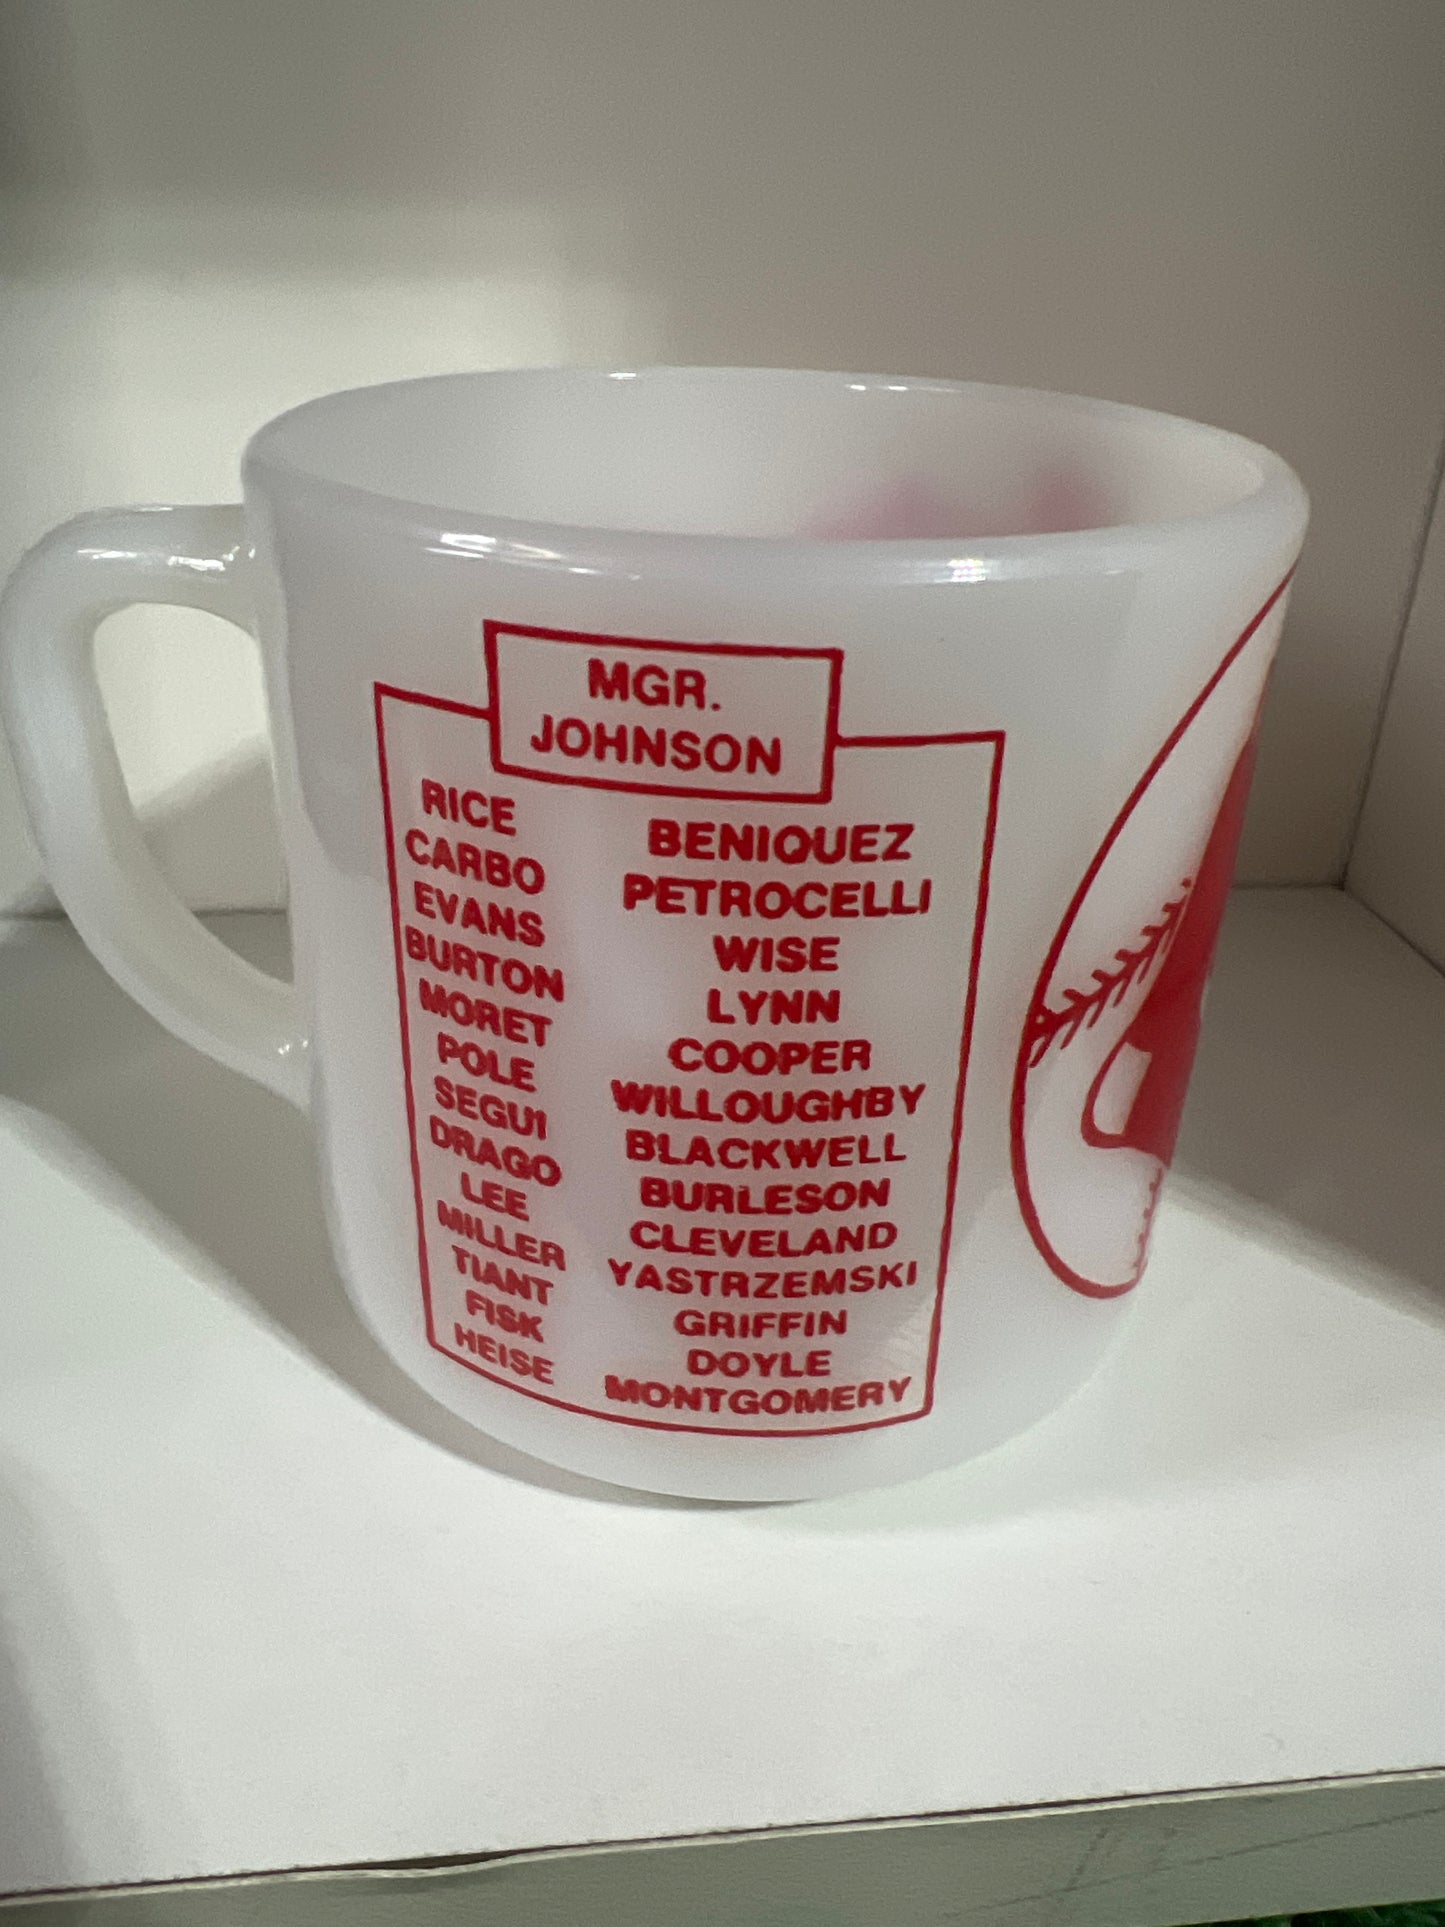 MGR.
JOHNSON
RICE
CARBO
EVANS
BURTON
MORET
POLE
SEGUI
DRAGO
LEE
MILLER
TIANT
FISK
HEISE
BENIQUEZ
PETROCELLI
WISE
LYNN
COOPER
WILLOUGHBY
BLACKWELL
BURLESON
CLEVELAND
YASTRZEMSKI
GRIFFIN
DOYLE
MONTGOMERY